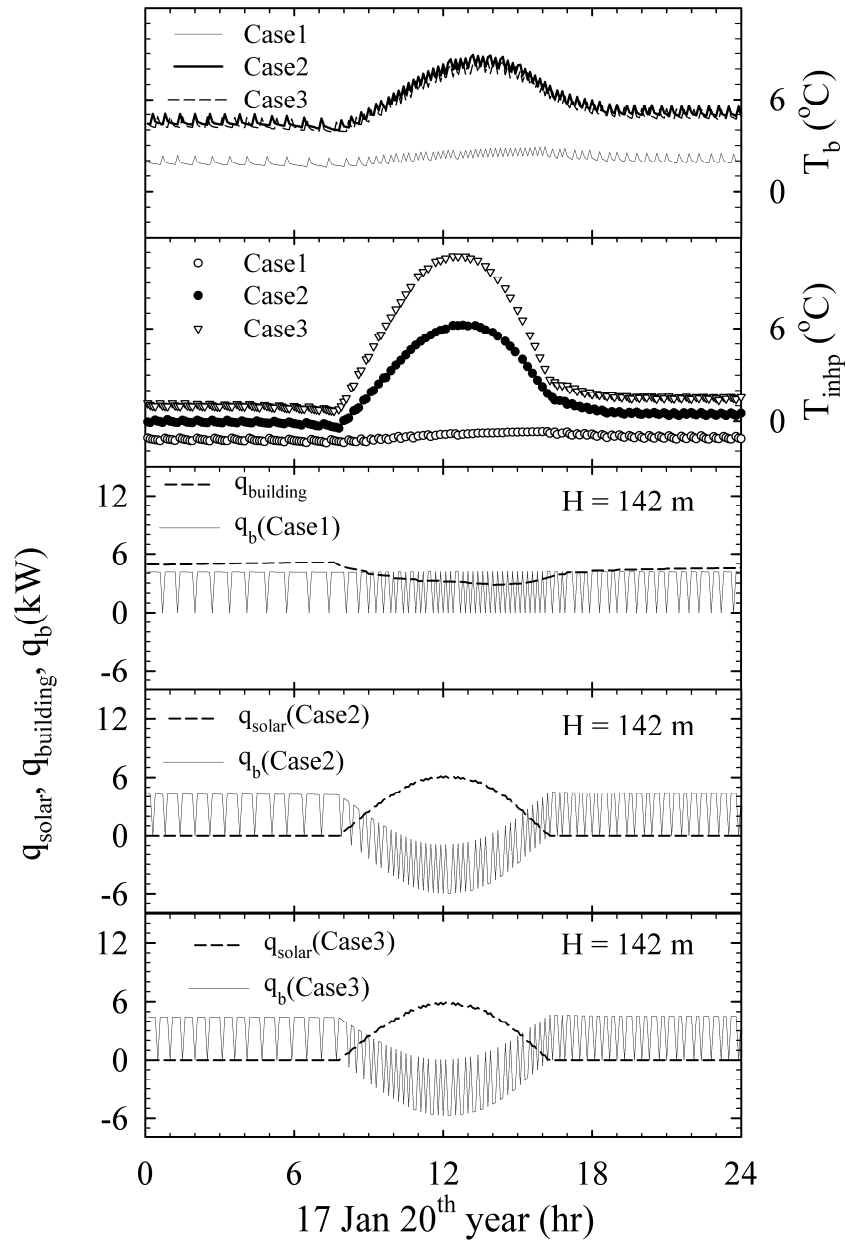 Case1
Case2
Case3
6
0
T_b (°C)
Case1
Case2
Case3
6
0
T_inhp (°C)
q_building
q_b(Case1)
H = 142 m
12
6
0
-6
q_solar, q_building, q_b(kW)
q_solar(Case2)
q_b(Case2)
H = 142 m
12
6
0
-6
q_solar(Case3)
q_b(Case3)
H = 142 m
12
6
0
-6
0 6 12 18 24
17 Jan 20th year (hr)